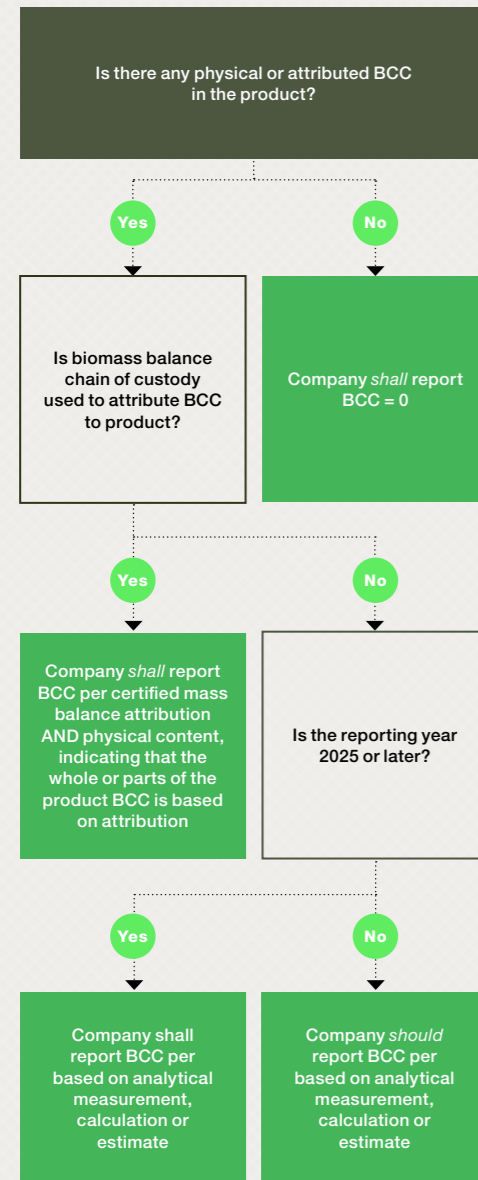 Is there any physical or attributed BCC
in the product?
Yes
No
Is biomass balance
chain of custody
used to attribute BCC
to product?
Company shall report
BCC = 0
Yes
No
Company shall report
BCC per certified mass
balance attribution
AND physical content,
indicating that the
whole or parts of the
product BCC is based
on attribution
Is the reporting year
2025 or later?
Yes
No
Company shall
report BCC per
based on analytical
measurement,
calculation or
estimate
Company should
report BCC per
based on analytical
measurement,
calculation or
estimate